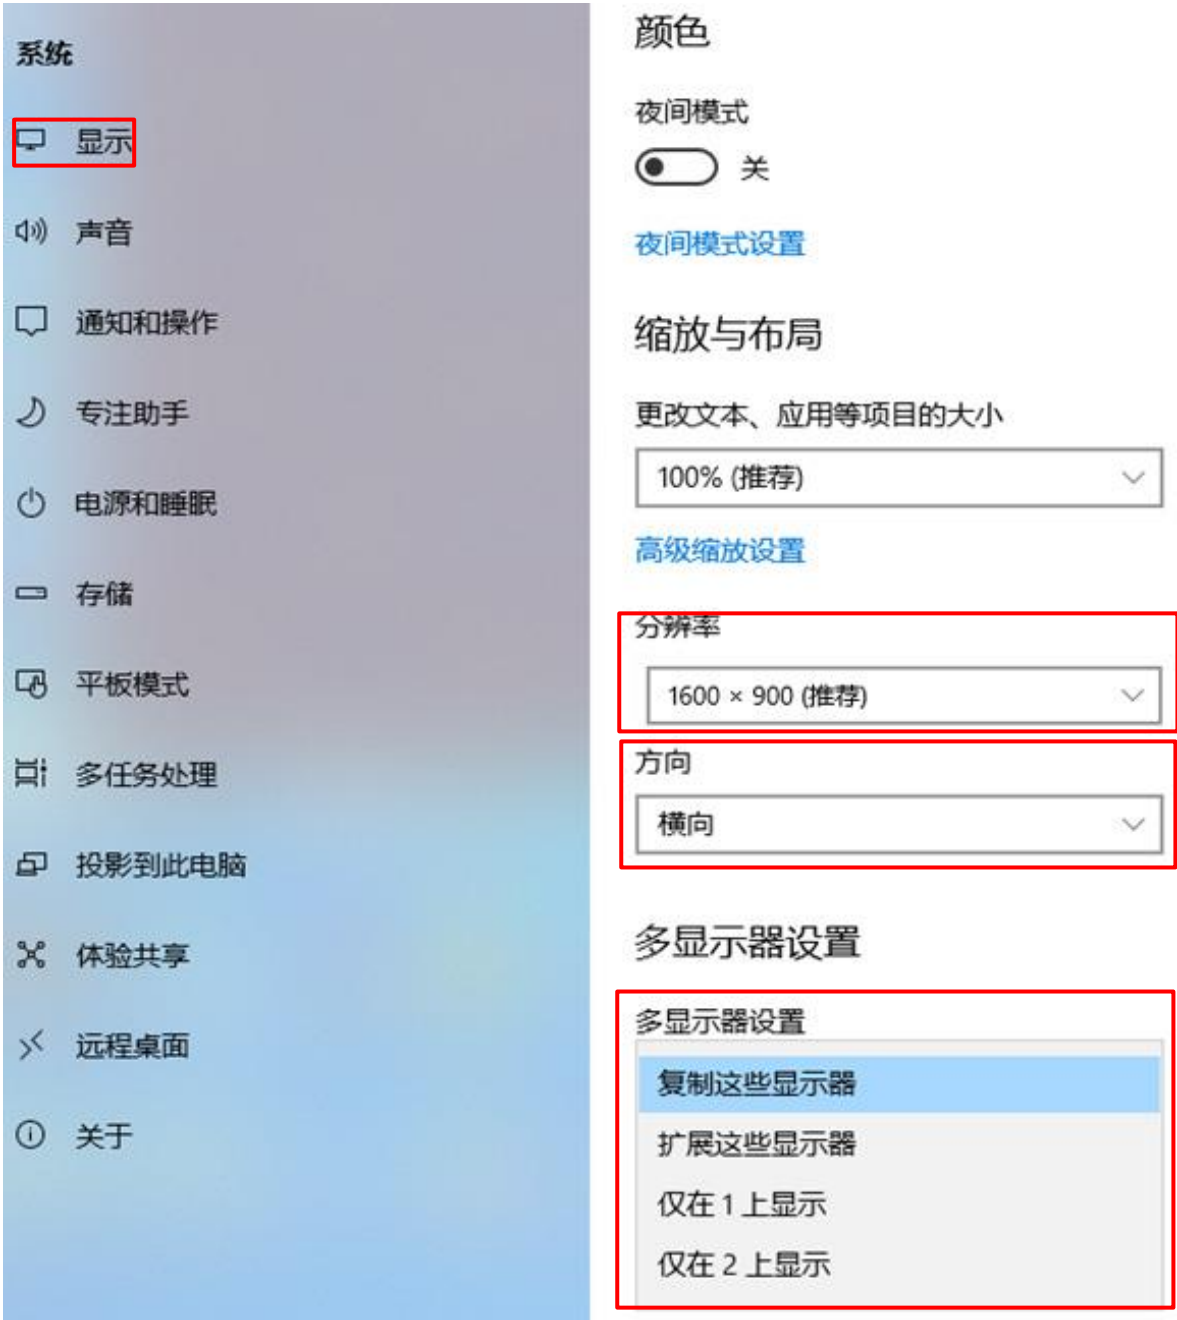 系统
显示
声音
通知和操作
专注助手
电源和睡眠
存储
平板模式
多任务处理
投影到此电脑
体验共享
远程桌面
关于
颜色
夜间模式
关
夜间模式设置
缩放与布局
更改文本、应用等项目的大小
100% (推荐)
高级缩放设置
分辨率
1600 × 900 (推荐)
方向
横向
多显示器设置
多显示器设置
复制这些显示器
扩展这些显示器
仅在 1 上显示
仅在 2 上显示